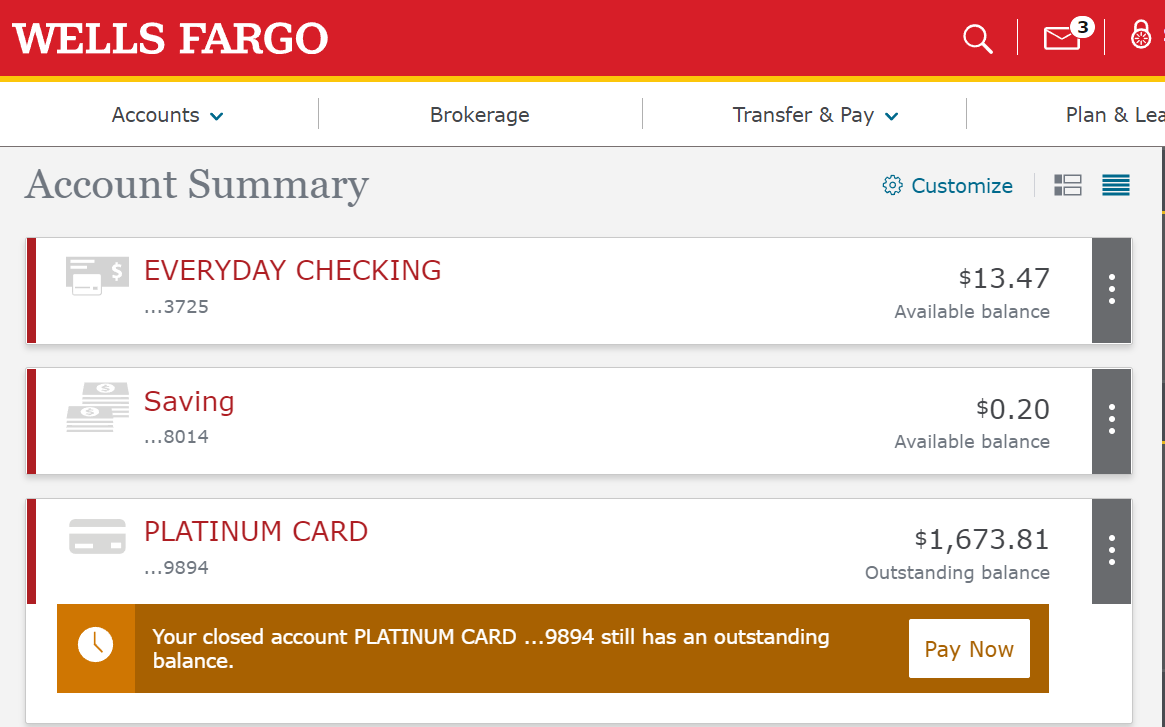 WELLS FARGO
3
Accounts
Brokerage
Transfer & Pay
Plan & Lea
Account Summary
Customize
EVERYDAY CHECKING
...3725
$13.47
Available balance
Saving
...8014
$0.20
Available balance
PLATINUM CARD
...9894
$1,673.81
Outstanding balance
Your closed account PLATINUM CARD ...9894 still has an outstanding
balance.
Pay Now